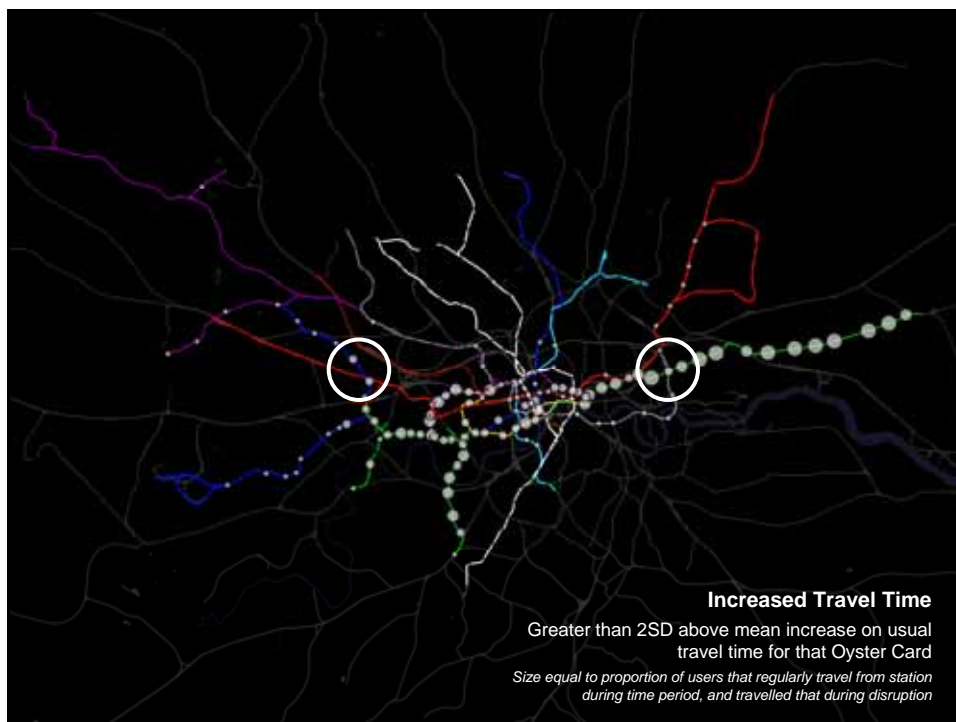 Increased Travel Time
Greater than 2SD above mean increase on usual
travel time for that Oyster Card
Size equal to proportion of users that regularly travel from station
during time period, and travelled that during disruption